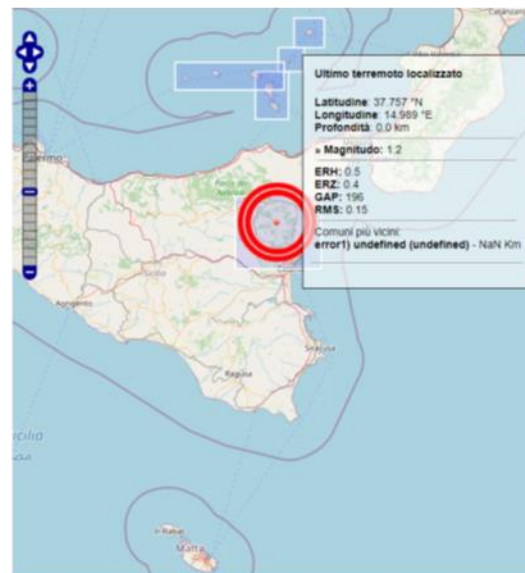 Catanzaro
Ultimo terremoto localizzato
Latitudine: 37.757 °N
Longitudine: 14.989 °E
Profondità: 0.0 km
» Magnitudo: 1.2
ERH: 0.5
ERZ: 0.4
GAP: 196
RMS: 0.15
Comuni più vicini:
error1) undefined (undefined) - NaN Km
Palermo
Sicilia
Agrigento
Siracusa
Ragusa
Malta